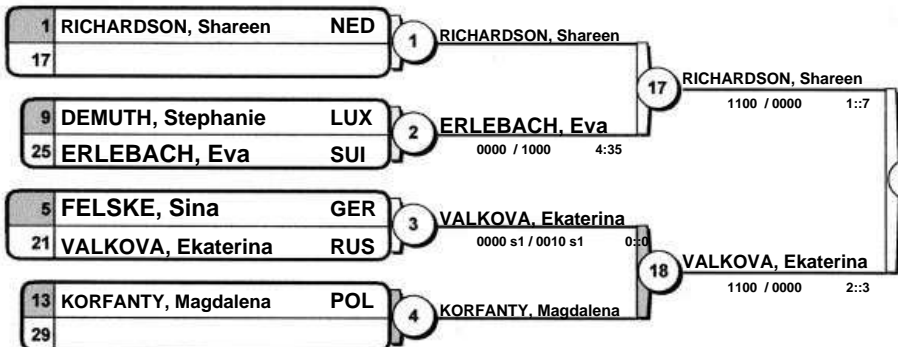 1 RICHARDSON, Shareen NED
17
1
RICHARDSON, Shareen
9 DEMUTH, Stephanie LUX
25 ERLEBACH, Eva SUI
2
ERLEBACH, Eva
0000 / 1000 4:35
17
RICHARDSON, Shareen
1100 / 0000 1::7
5 FELSKE, Sina GER
21 VALKOVA, Ekaterina RUS
3
VALKOVA, Ekaterina
0000 s1 / 0010 s1 0::0
13 KORFANTY, Magdalena POL
29
4
KORFANTY, Magdalena
18
VALKOVA, Ekaterina
1100 / 0000 2::3